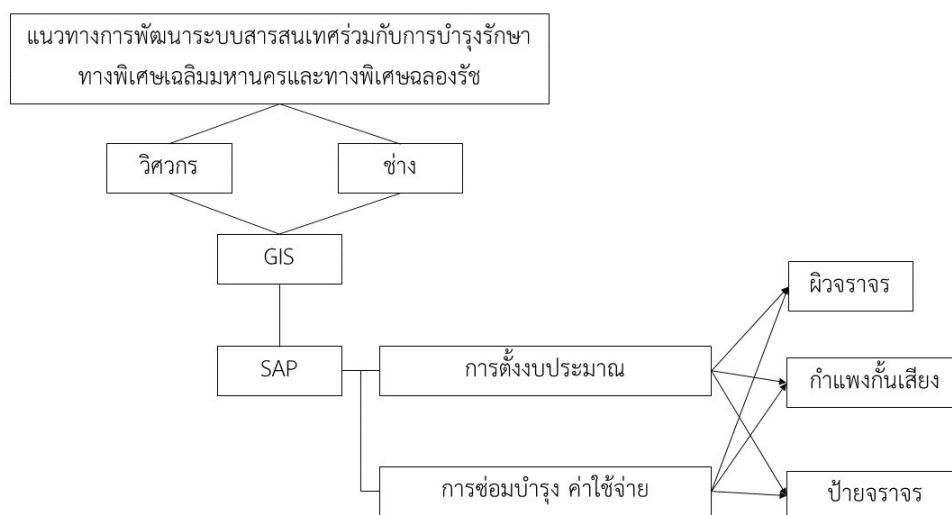 แนวทางการพัฒนาระบบสารสนเทศร่วมกับการบำรุงรักษา
ทางพิเศษเฉลิมมหานครและทางพิเศษฉลองรัช
วิศวกร
ช่าง
GIS
SAP
การตั้งงบประมาณ
การซ่อมบำรุง ค่าใช้จ่าย
ผิวจราจร
กำแพงกั้นเสียง
ป้ายจราจร